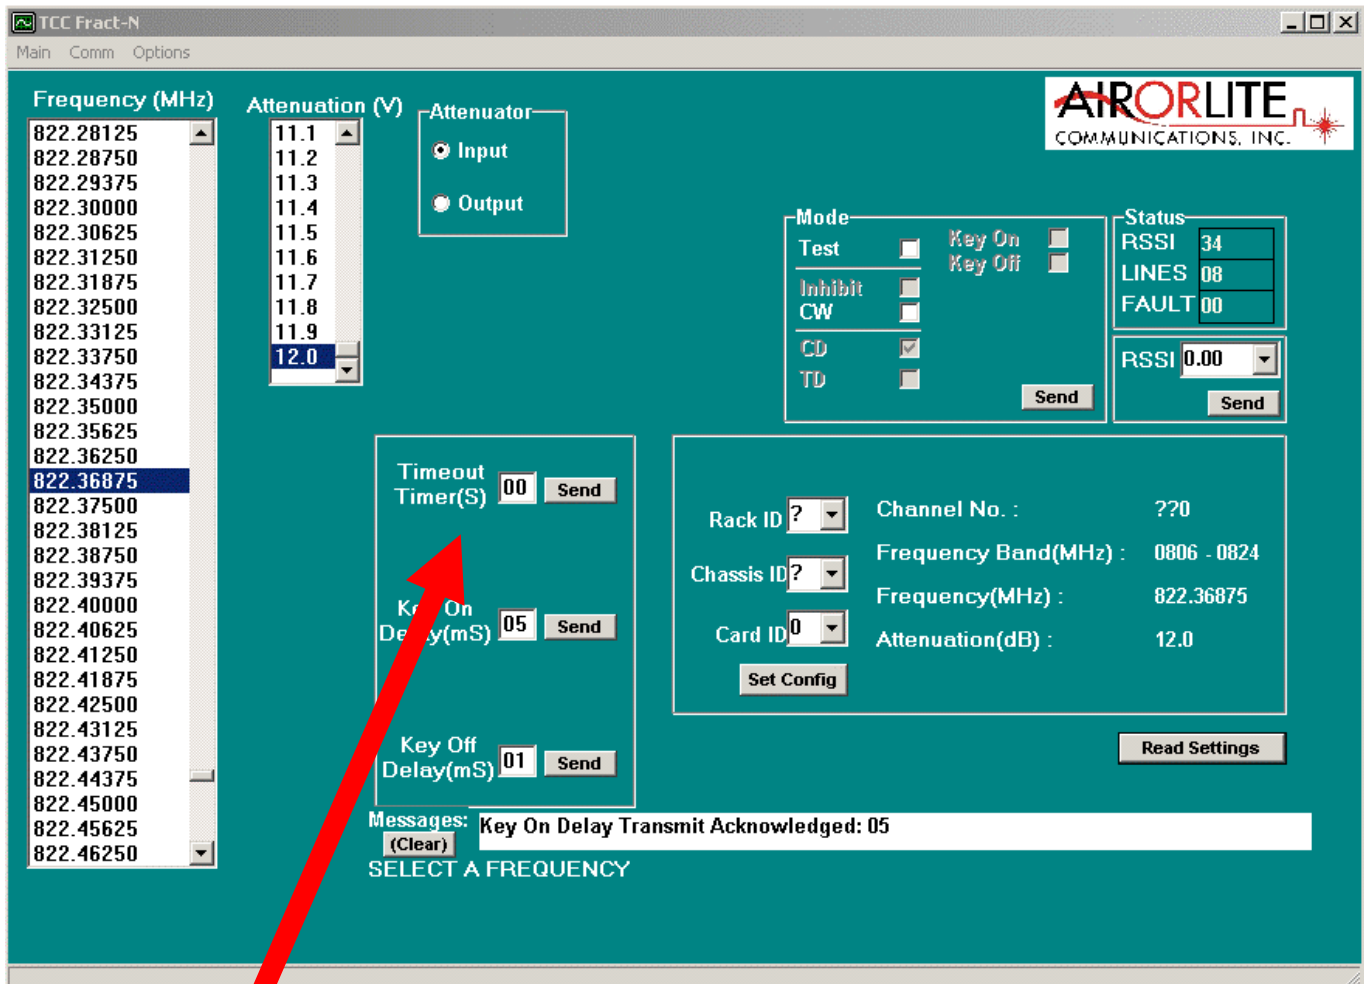 TCC Fract-N
Main Comm Options
Frequency (MHz)
822.28125
822.28750
822.29375
822.30000
822.30625
822.31250
822.31875
822.32500
822.33125
822.33750
822.34375
822.35000
822.35625
822.36250
822.36875
822.37500
822.38125
822.38750
822.39375
822.40000
822.40625
822.41250
822.41875
822.42500
822.43125
822.43750
822.44375
822.45000
822.45625
822.46250
Attenuation (V)
11.1
11.2
11.3
11.4
11.5
11.6
11.7
11.8
11.9
12.0
Attenuator
Input
Output
AIRORLITE
COMMUNICATIONS, INC.
Mode
Test
Key On
Key Off
Inhibit
CW
CD
TD
Send
Status
RSSI 34
LINES 08
FAULT 00
RSSI 0.00
Send
Timeout
Timer(S) 00 Send
Key On
Delay(mS) 05 Send
Key Off
Delay(mS) 01 Send
Rack ID ?
Chassis ID ?
Card ID 0
Set Config
Channel No. : ??0
Frequency Band(MHz) : 0806 - 0824
Frequency(MHz) : 822.36875
Attenuation(dB) : 12.0
Read Settings
Messages: Key On Delay Transmit Acknowledged: 05
(Clear)
SELECT A FREQUENCY